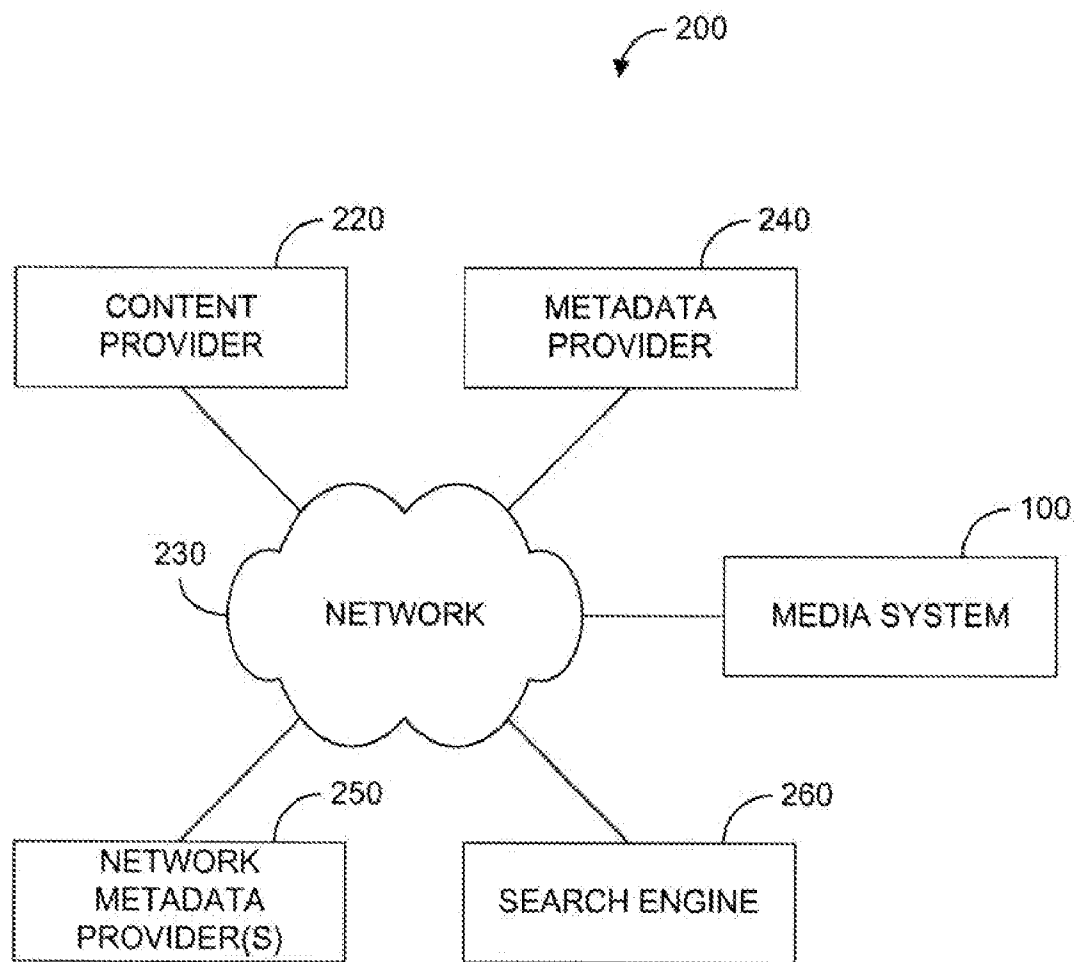 200
220
240
CONTENT
PROVIDER
METADATA
PROVIDER
230
NETWORK
100
MEDIA SYSTEM
250
260
NETWORK
METADATA
PROVIDER(S)
SEARCH ENGINE